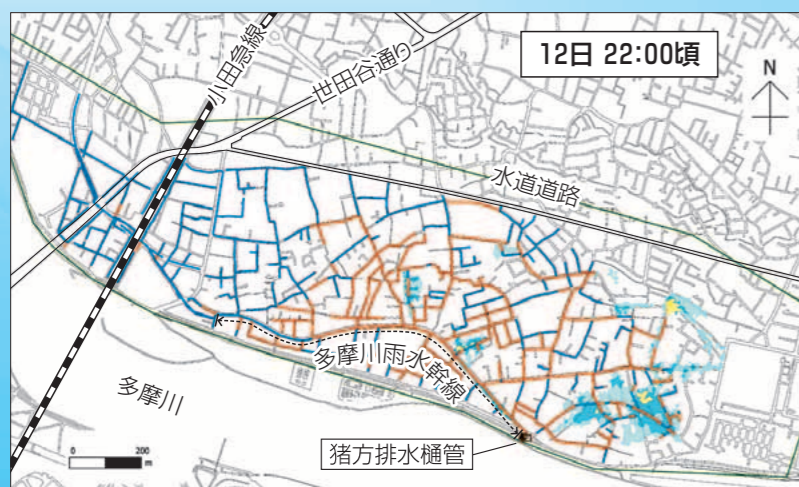 12日 22:00頃
N
小田急線
世田谷通り
水道道路
多摩川雨水幹線
多摩川
猪方排水樋管
0 200
m